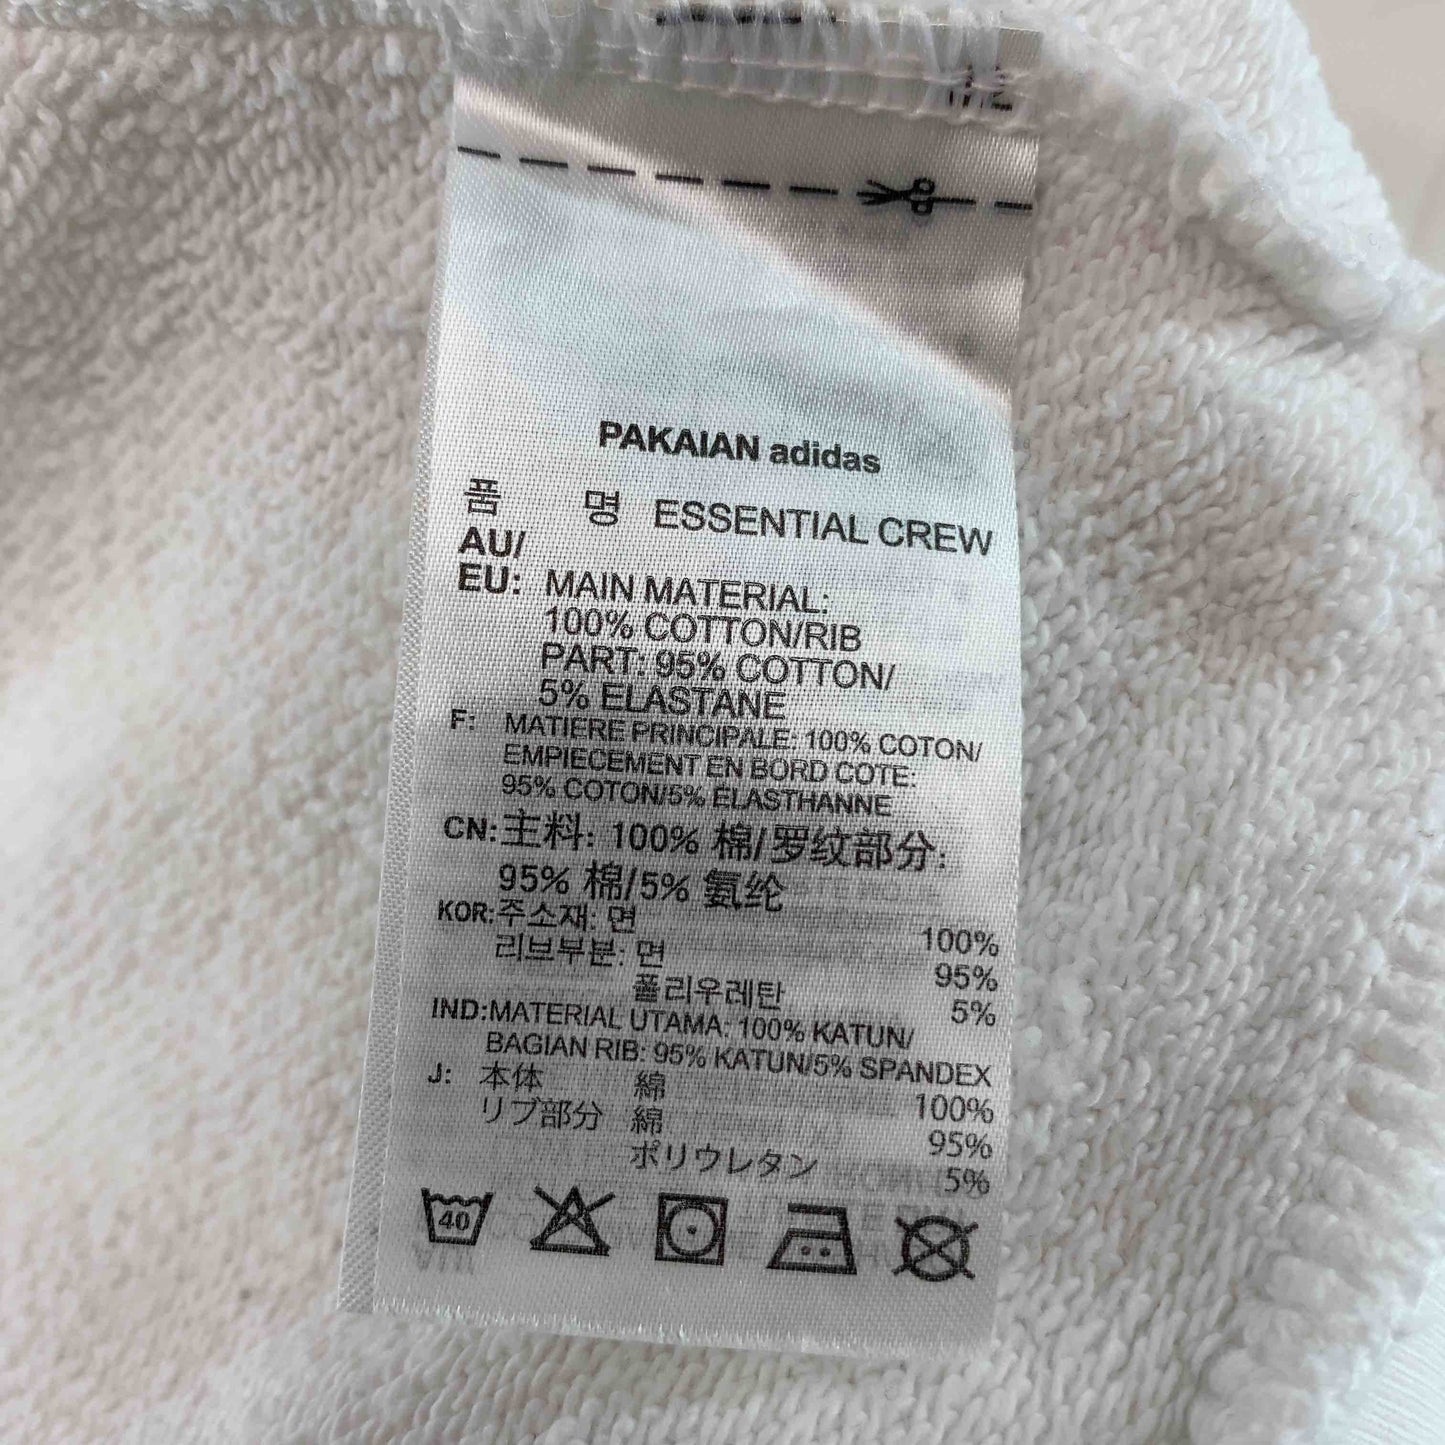 PAKAIAN adidas
품 명 ESSENTIAL CREW
AU/
EU: MAIN MATERIAL:
100% COTTON/RIB
PART: 95% COTTON/
5% ELASTANE
F: MATIERE PRINCIPALE: 100% COTON/
EMPIECEMENT EN BORD COTE:
95% COTON/5% ELASTHANNE
CN: 主料: 100% 棉/罗纹部分:
95% 棉/5% 氨纶
KOR: 주소재: 면 100%
리브부분: 면 95%
폴리우레탄 5%
IND: MATERIAL UTAMA: 100% KATUN/
BAGIAN RIB: 95% KATUN/5% SPANDEX
J: 本体 綿 100%
リブ部分 綿 95%
ポリウレタン 5%
40